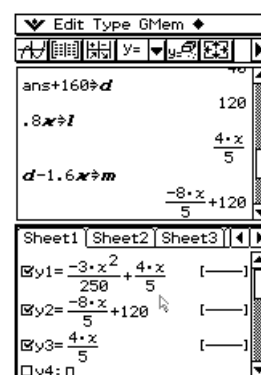 Edit Type GMem
y=
ans+160⇒d
120
.8x⇒l
4·x/5
d-1.6x⇒m
-8·x/5+120
Sheet1 Sheet2 Sheet3
y1=-3·x²/250+4·x/5 [—]
y2=-8·x/5+120 [—]
y3=4·x/5 [—]
y4: